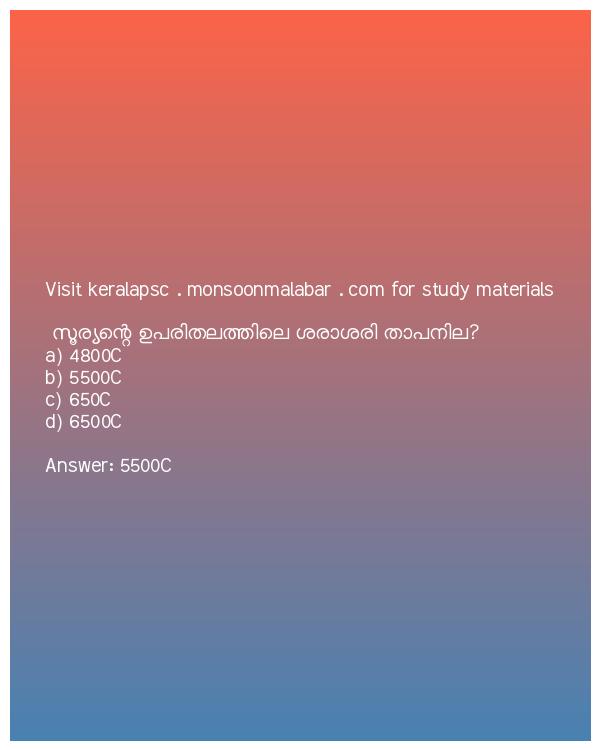 Visit keralapsc . monsoonmalabar . com for study materials
സൂര്യന്റെ ഉപരിതലത്തിലെ ശരാശരി താപനില?
a) 4800C
b) 5500C
c) 650C
d) 6500C
Answer: 5500C